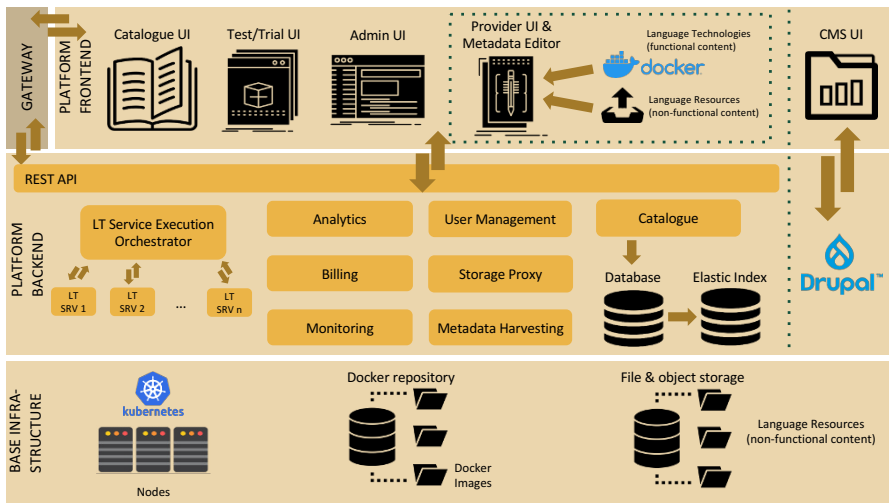 GATEWAY
PLATFORM
FRONTEND
Catalogue UI
Test/Trial UI
Admin UI
Provider UI &
Metadata Editor
Language Technologies
(functional content)
docker
Language Resources
(non-functional content)
CMS UI
REST API
PLATFORM
BACKEND
LT Service Execution
Orchestrator
LT
SRV 1
LT
SRV 2
...
LT
SRV n
Analytics
User Management
Catalogue
Billing
Storage Proxy
Database
Elastic Index
Monitoring
Metadata Harvesting
Drupal™
BASE INFRA-
STRUCTURE
kubernetes
Nodes
Docker repository
Docker
Images
File & object storage
Language Resources
(non-functional content)